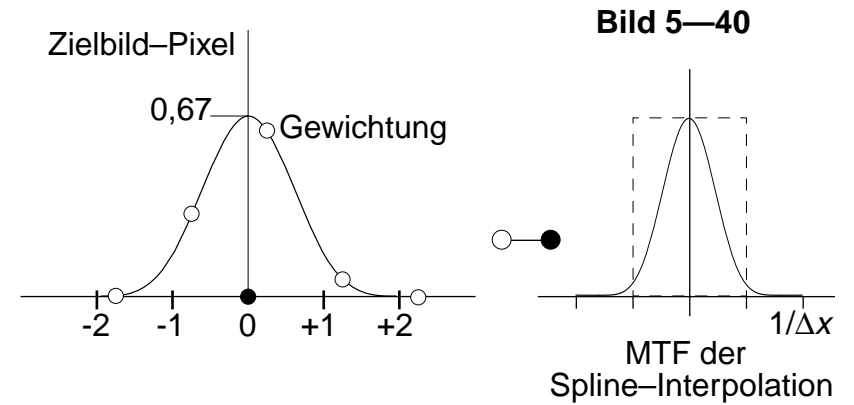 Bild 5—40
Zielbild–Pixel
0,67
Gewichtung
-2 -1 0 +1 +2
1/Δx
MTF der
Spline–Interpolation